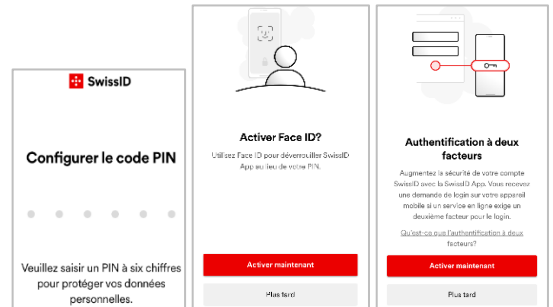 SwissID
Configurer le code PIN
Veuillez saisir un PIN à six chiffres
pour protéger vos données
personnelles.
Activer Face ID?
Utilisez Face ID pour déverrouiller SwissID
App au lieu de votre PIN.
Activer maintenant
Plus tard
Authentification à deux
facteurs
Augmentez la sécurité de votre compte
SwissID avec la SwissID App. Vous recevez
une demande de login sur votre appareil
mobile si un service en ligne exige un
deuxième facteur pour le login.
Qu'est-ce que l'authentification à deux
facteurs?
Activer maintenant
Plus tard